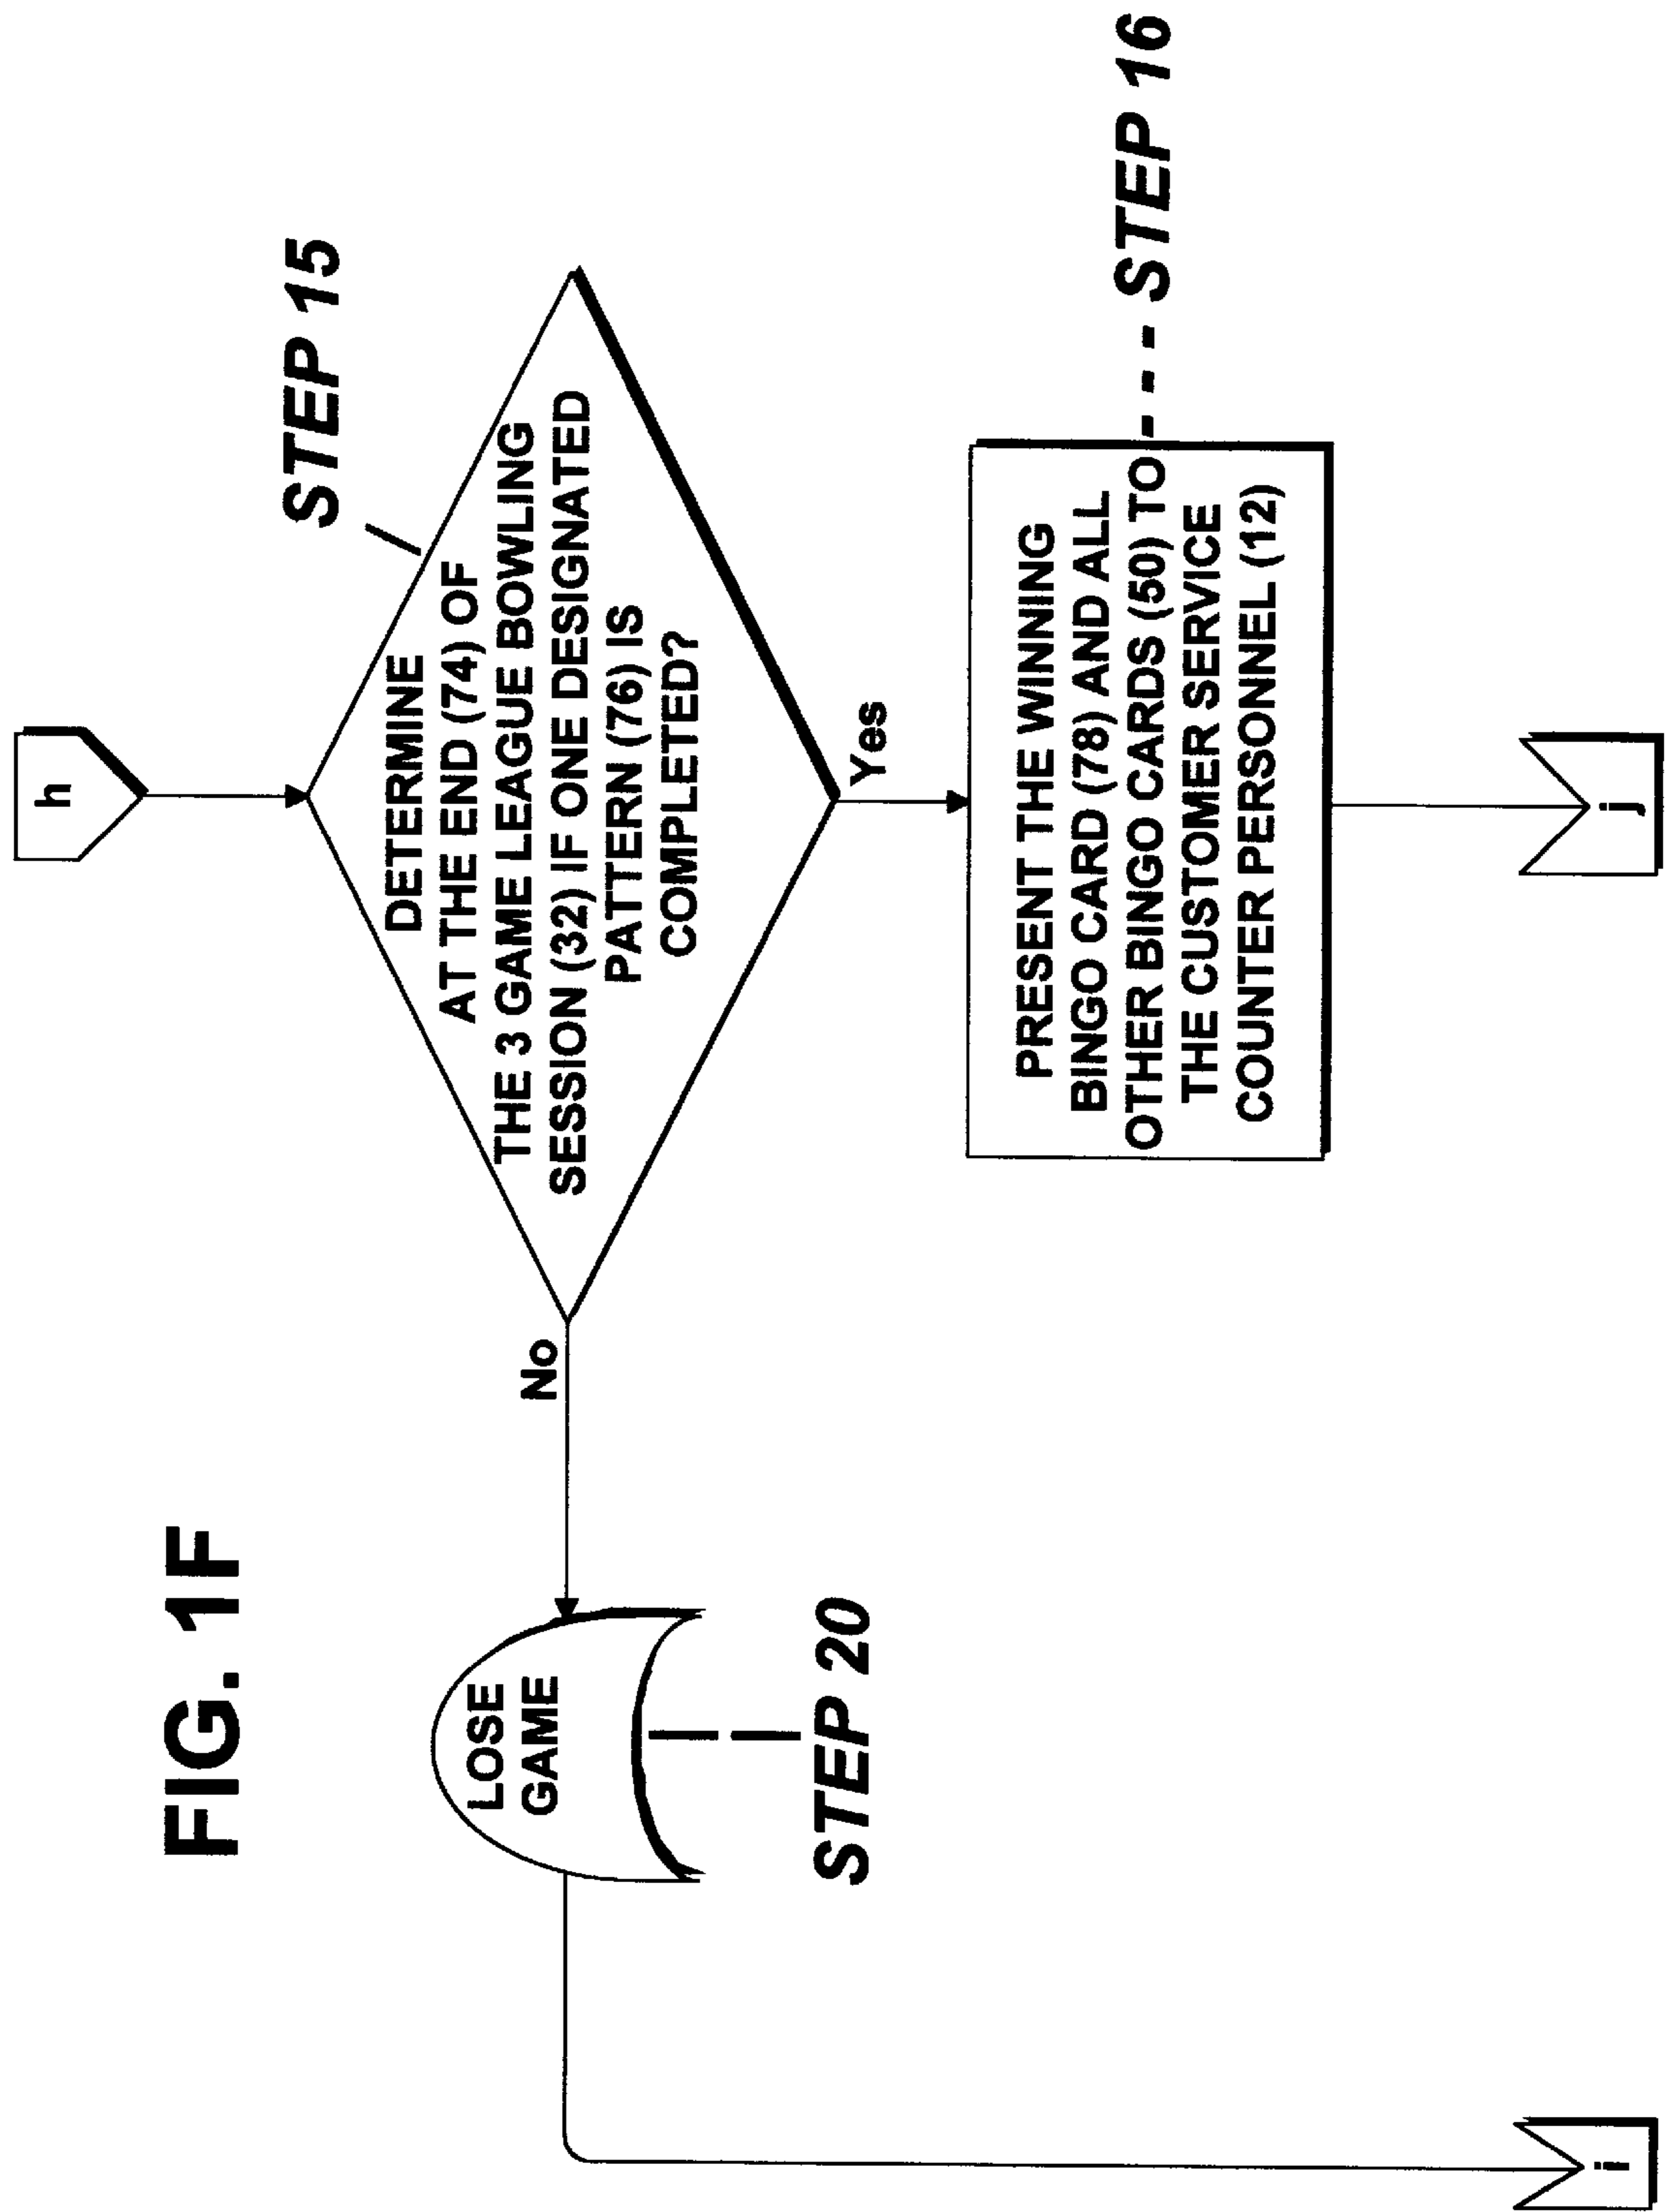 FIG. 1F
h
STEP 15
DETERMINE
AT THE END (74) OF
THE 3 GAME LEAGUE BOWLING
SESSION (32) IF ONE DESIGNATED
PATTERN (76) IS
COMPLETED?
No
Yes
LOSE
GAME
STEP 20
PRESENT THE WINNING
BINGO CARD (78) AND ALL
OTHER BINGO CARDS (50) TO
THE CUSTOMER SERVICE
COUNTER PERSONNEL (12)
STEP 16
i
j